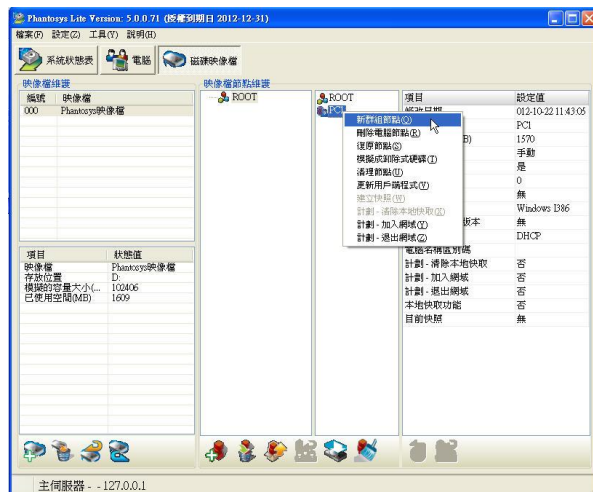 Phantosys Lite Version: 5.0.0.71 (授權到期日 2012-12-31)
檔案(F) 設定(Z) 工具(Y) 說明(H)
系統狀態表 電腦 磁碟映像檔
映像檔維護
編號 映像檔
000 Phantosys映像檔
項目 狀態值
映像檔 Phantosys映像檔
存放位置 D:
模擬的容量大小(... 102406
已使用空間(MB) 1609
映像檔節點維護
ROOT
ROOT
PC1
新群組節點(Q)
刪除電腦節點(R)
復原節點(S)
模擬成卸除式硬碟(T)
清理節點(U)
更新用戶端程式(V)
建立快照(W)
計劃 - 清除本地快取(X)
計劃 - 加入網域(Y)
計劃 - 退出網域(Z)
項目 設定值
012-10-22 11:43:05
PC1
B) 1570
手動
是
0
無
Windows I386
版本 無
DHCP
電腦名稱區別碼
計劃 - 清除本地快取 否
計劃 - 加入網域 否
計劃 - 退出網域 否
本地快取功能 否
目前快照 無
主伺服器 - - 127.0.0.1